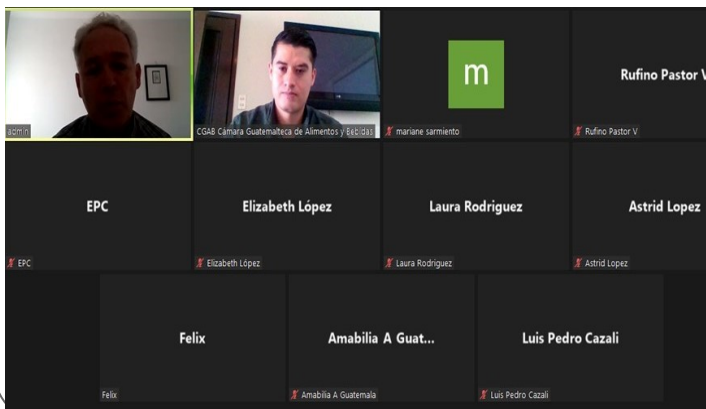 admin
CGAB Cámara Guatemalteca de Alimentos y Bebidas
m
mariane sarmiento
Rufino Pastor V
Rufino Pastor V
EPC
EPC
Elizabeth López
Elizabeth López
Laura Rodriguez
Laura Rodriguez
Astrid Lopez
Astrid Lopez
Felix
Felix
Amabilia A Guat...
Amabilia A Guatemala
Luis Pedro Cazali
Luis Pedro Cazali